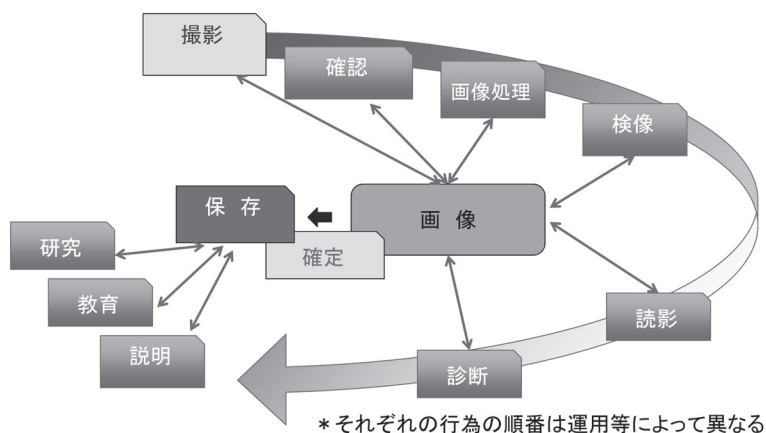 撮影
確認
画像処理
検像
保 存
画 像
確定
研究
教育
説明
読影
診断
*それぞれの行為の順番は運用等によって異なる